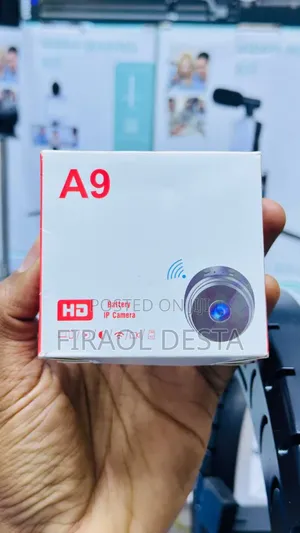 A9
HD
Battery
IP Camera
POSTED ON
FIRAOL DESTA